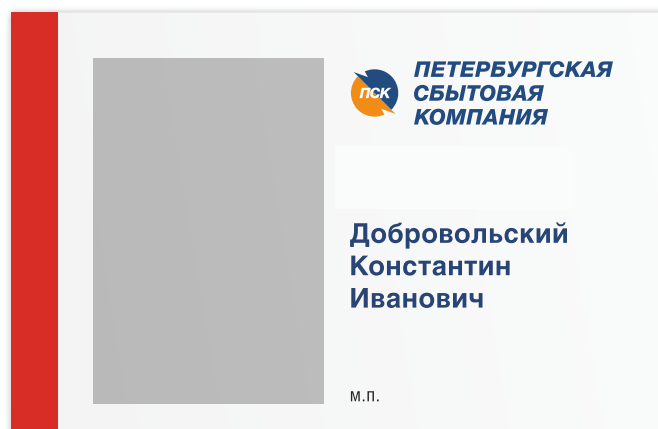 ПСК
ПЕТЕРБУРГСКАЯ
СБЫТОВАЯ
КОМПАНИЯ
Добровольский
Константин
Иванович
м.п.